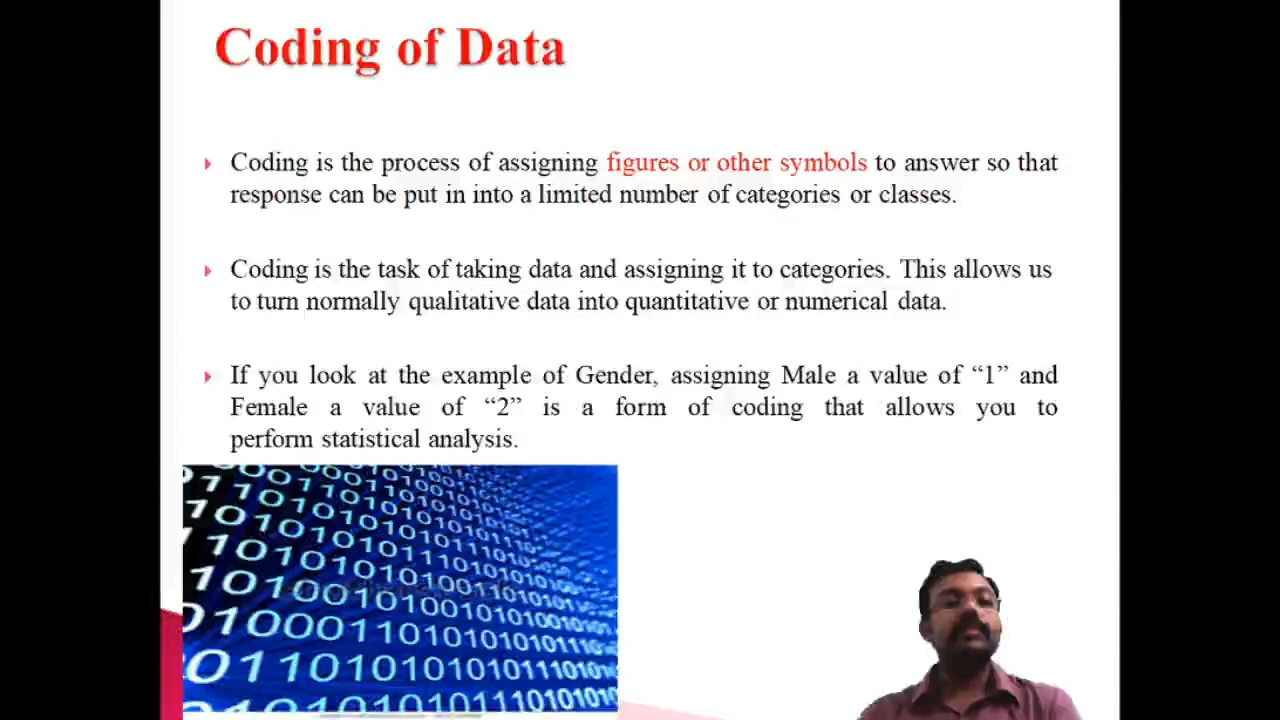 Coding of Data
Coding is the process of assigning figures or other symbols to answer so that
response can be put in into a limited number of categories or classes.
Coding is the task of taking data and assigning it to categories. This allows us
to turn normally qualitative data into quantitative or numerical data.
If you look at the example of Gender, assigning Male a value of “1” and
Female a value of “2” is a form of coding that allows you to
perform statistical analysis.